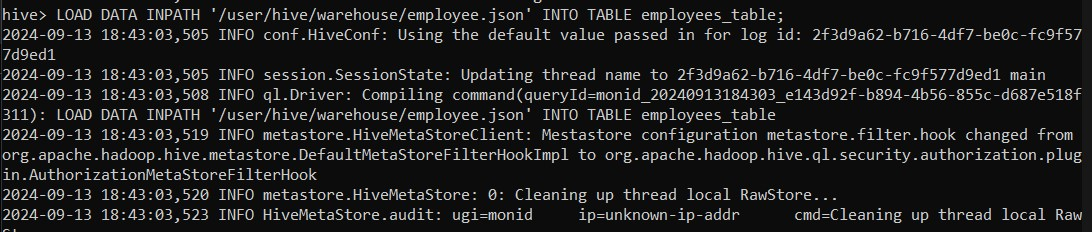 hive> LOAD DATA INPATH '/user/hive/warehouse/employee.json' INTO TABLE employees_table;
2024-09-13 18:43:03,505 INFO conf.HiveConf: Using the default value passed in for log id: 2f3d9a62-b716-4df7-be0c-fc9f57
7d9ed1
2024-09-13 18:43:03,505 INFO session.SessionState: Updating thread name to 2f3d9a62-b716-4df7-be0c-fc9f577d9ed1 main
2024-09-13 18:43:03,508 INFO ql.Driver: Compiling command(queryId=monid_20240913184303_e143d92f-b894-4b56-855c-d687e518f
311): LOAD DATA INPATH '/user/hive/warehouse/employee.json' INTO TABLE employees_table
2024-09-13 18:43:03,519 INFO metastore.HiveMetaStoreClient: Mestastore configuration metastore.filter.hook changed from
org.apache.hadoop.hive.metastore.DefaultMetaStoreFilterHookImpl to org.apache.hadoop.hive.ql.security.authorization.plug
in.AuthorizationMetaStoreFilterHook
2024-09-13 18:43:03,520 INFO metastore.HiveMetaStore: 0: Cleaning up thread local RawStore...
2024-09-13 18:43:03,523 INFO HiveMetaStore.audit: ugi=monid ip=unknown-ip-addr cmd=Cleaning up thread local Raw